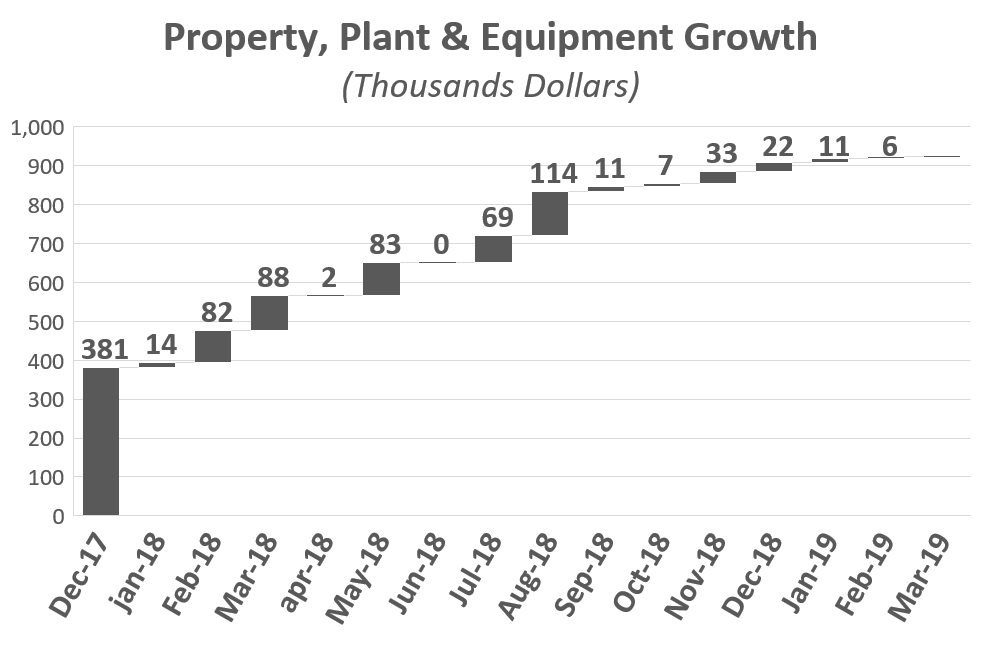 Property, Plant & Equipment Growth
(Thousands Dollars)
1,000
900
800
700
600
500
400
300
200
100
0
381
14
82
88
2
83
0
69
114
11
7
33
22
11
6
Dec-17
jan-18
Feb-18
Mar-18
apr-18
May-18
Jun-18
Jul-18
Aug-18
Sep-18
Oct-18
Nov-18
Dec-18
Jan-19
Feb-19
Mar-19